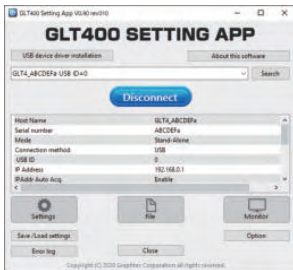 GLT400 Setting App V0.40 rev010
GLT400 SETTING APP
USB device driver installation
About this software
GLT4_ABCDEFa USB ID=0
Search
Disconnect
Host Name GLT4_ABCDEFa
Serial number ABCDEFa
Mode Stand-Alone
Connection method USB
USB ID 0
IP Address 192.168.0.1
IPAddr Auto Acq. Enable
Settings
File
Monitor
Save /Load settings
Option
Error log
Close
Copyright (C) 2020 Graphtec Corporation All rights reserved.